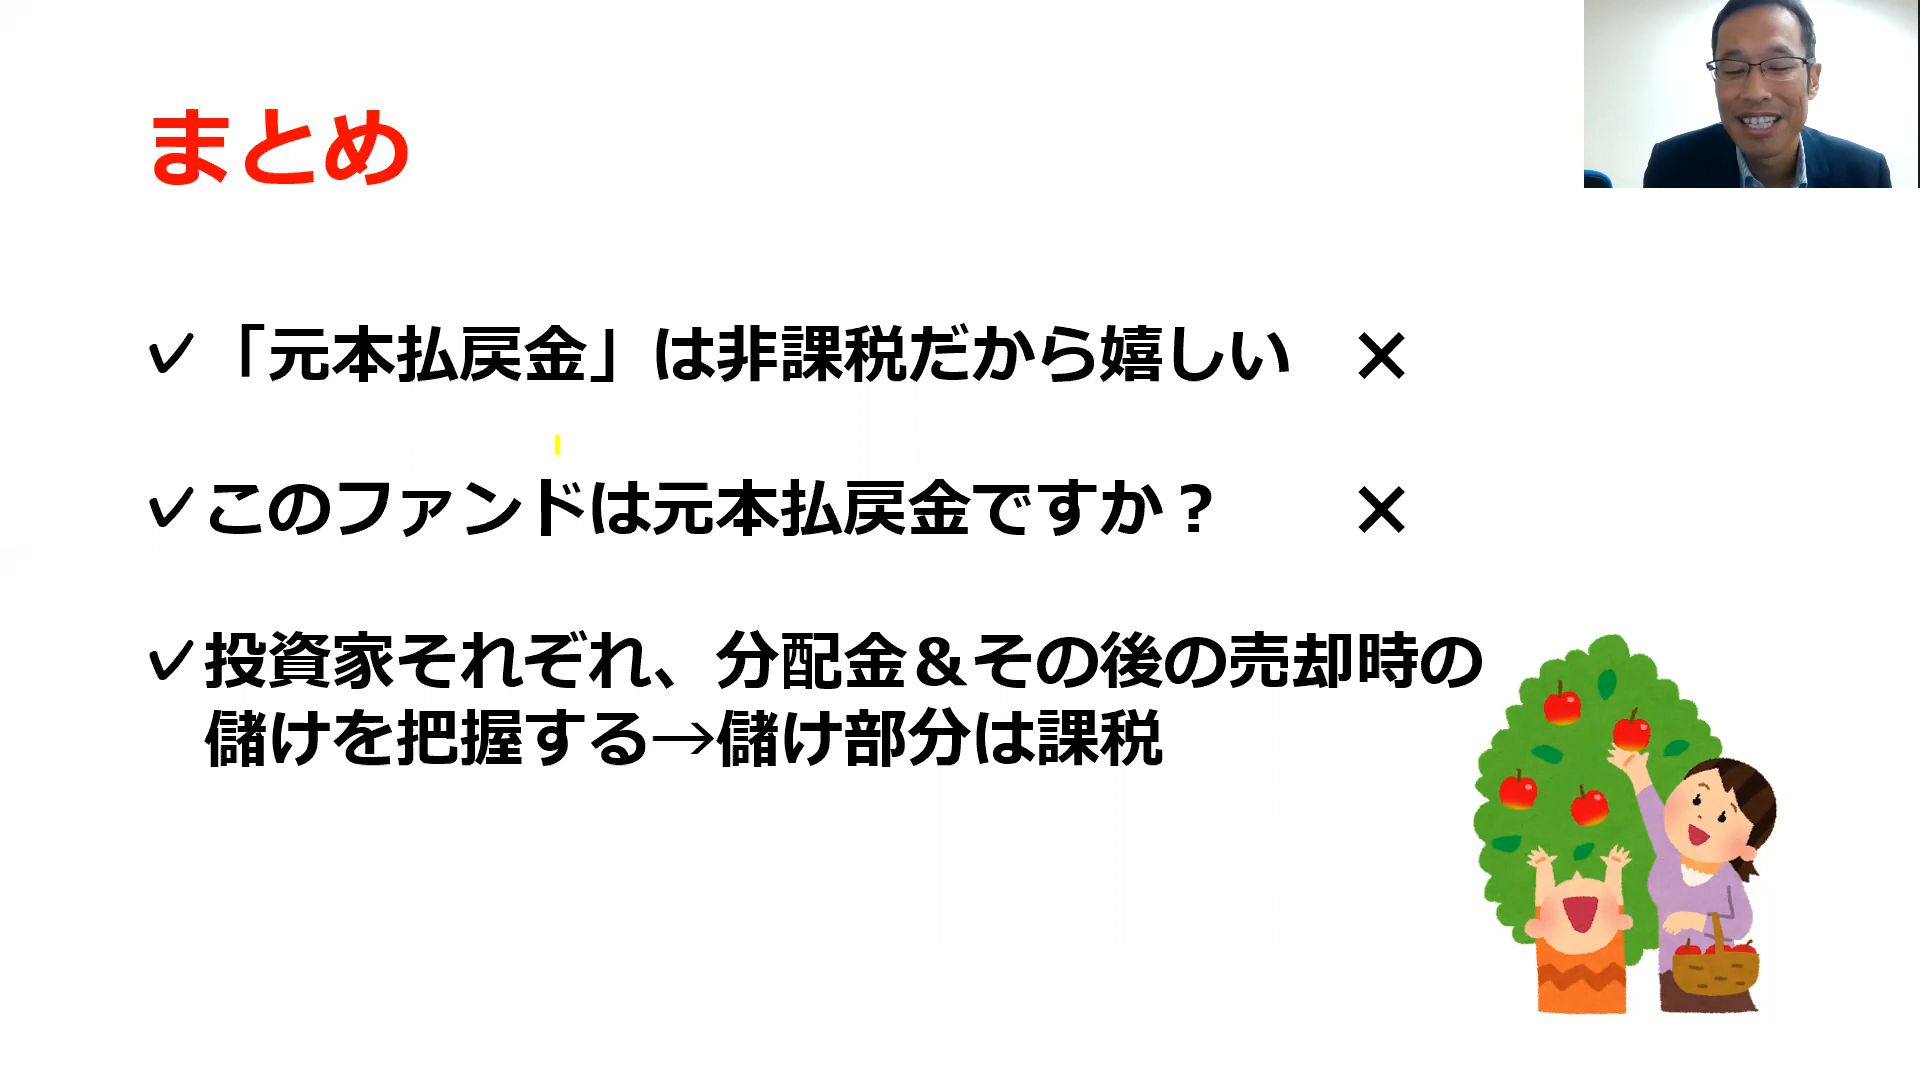 まとめ
✓「元本払戻金」は非課税だから嬉しい　×
✓このファンドは元本払戻金ですか？　×
✓投資家それぞれ、分配金＆その後の売却時の
儲けを把握する→儲け部分は課税